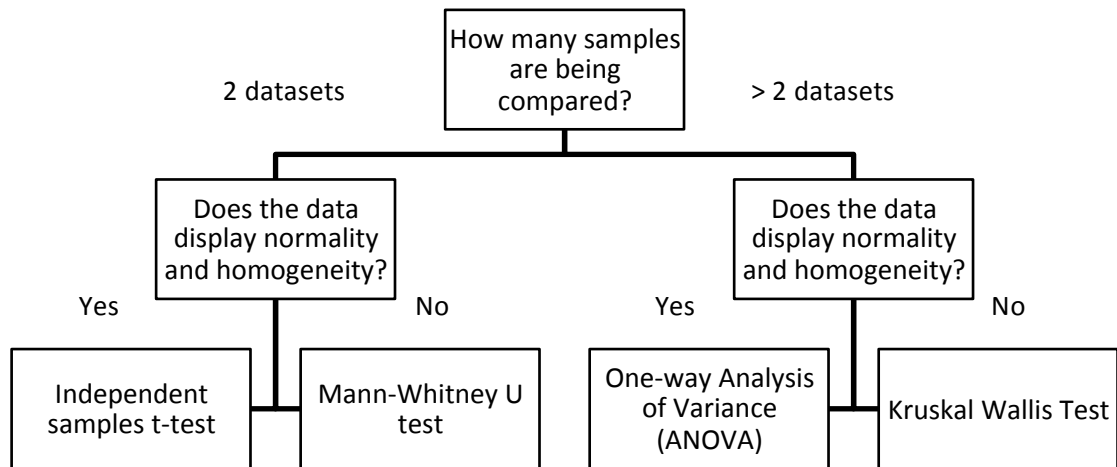 How many samples
are being
compared?
2 datasets
> 2 datasets
Does the data
display normality
and homogeneity?
Does the data
display normality
and homogeneity?
Yes
No
Yes
No
Independent
samples t-test
Mann-Whitney U
test
One-way Analysis
of Variance
(ANOVA)
Kruskal Wallis Test